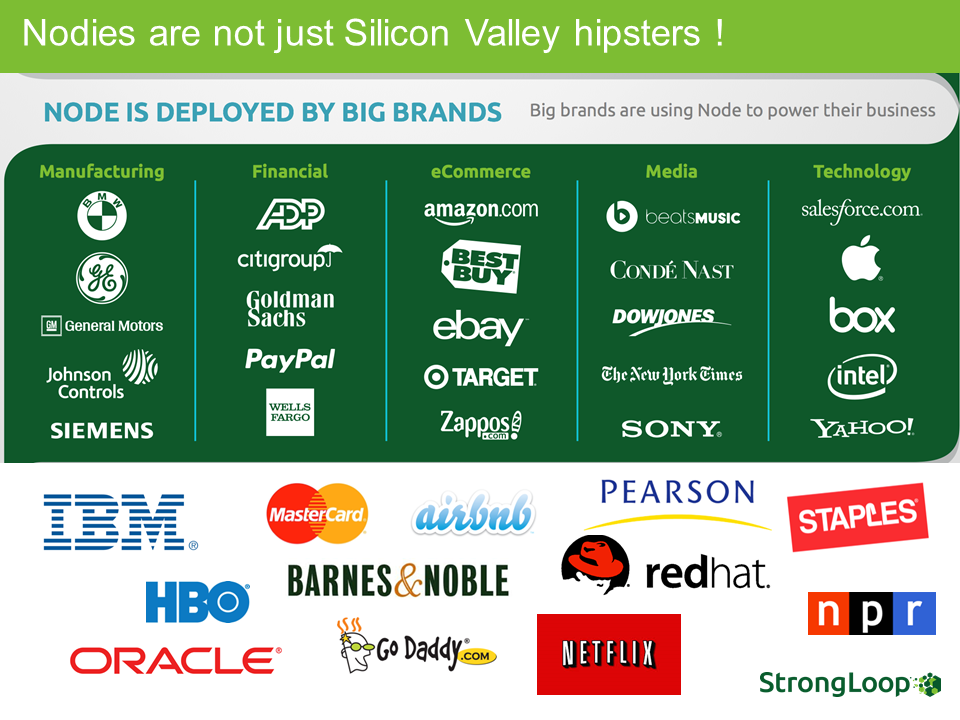 Nodies are not just Silicon Valley hipsters !
NODE IS DEPLOYED BY BIG BRANDS
Big brands are using Node to power their business
Manufacturing
BMW
GE
GM General Motors
Johnson
Controls
SIEMENS
Financial
ADP
citigroup
Goldman
Sachs
PayPal
WELLS
FARGO
eCommerce
amazon.com
BEST
BUY
ebay
TARGET
Zappos
.com
Media
b beatsMUSIC
CONDÉ NAST
DOWJONES
The New York Times
SONY®
Technology
salesforce.com
box
intel
YAHOO!
IBM®
MasterCard
airbnb
PEARSON
STAPLES
HBO®
BARNES&NOBLE
redhat.
npr
ORACLE®
Go Daddy®.COM
NETFLIX
StrongLoop